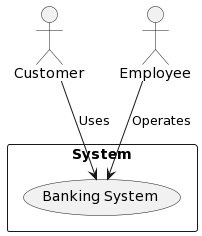 Customer Employee
Uses Operates
System
Banking System